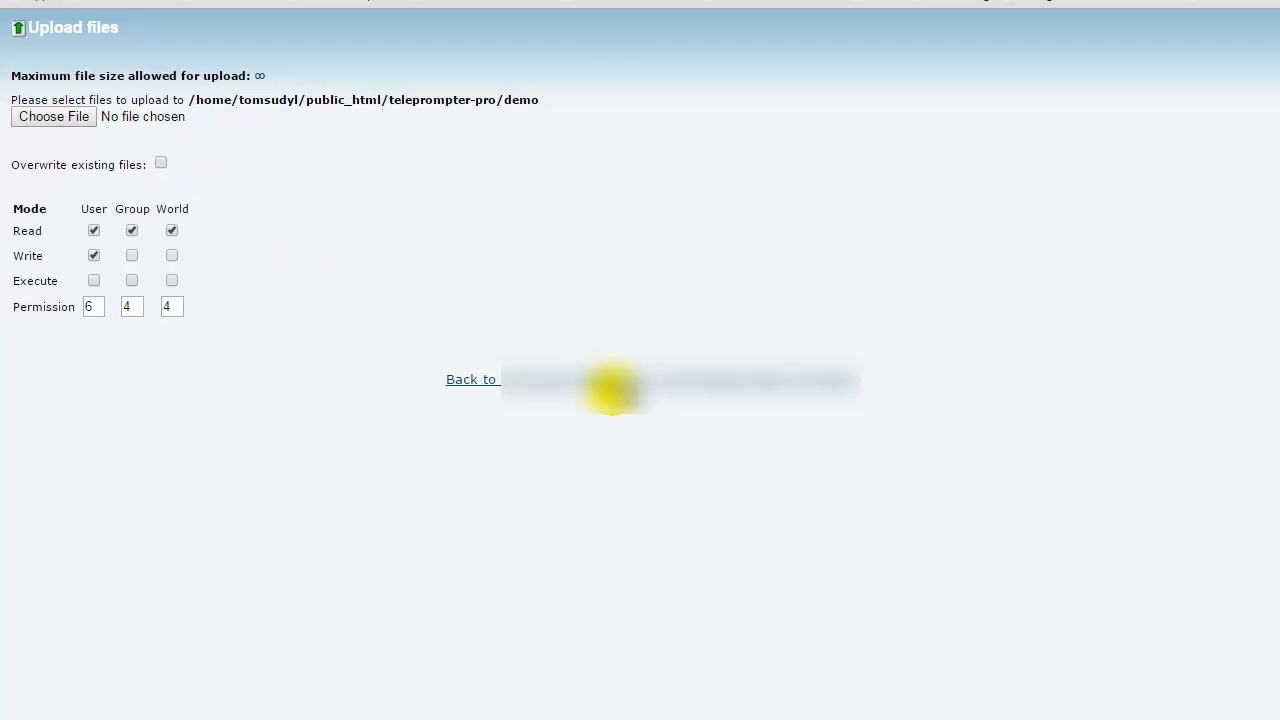 Upload files
Maximum file size allowed for upload: ∞
Please select files to upload to /home/tomsudyl/public_html/teleprompter-pro/demo
Choose File No file chosen
Overwrite existing files:
Mode User Group World
Read
Write
Execute
Permission 6 4 4
Back to